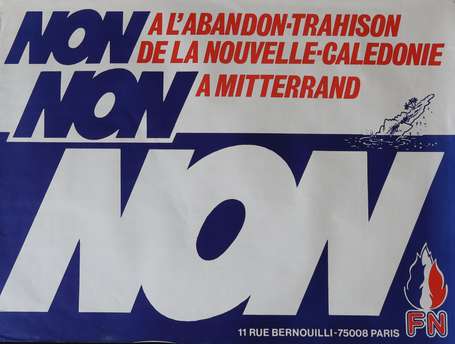 NON A L'ABANDON-TRAHISON
DE LA NOUVELLE-CALEDONIE
NON A MITTERRAND
NON
FN
11 RUE BERNOUILLI-75008 PARIS